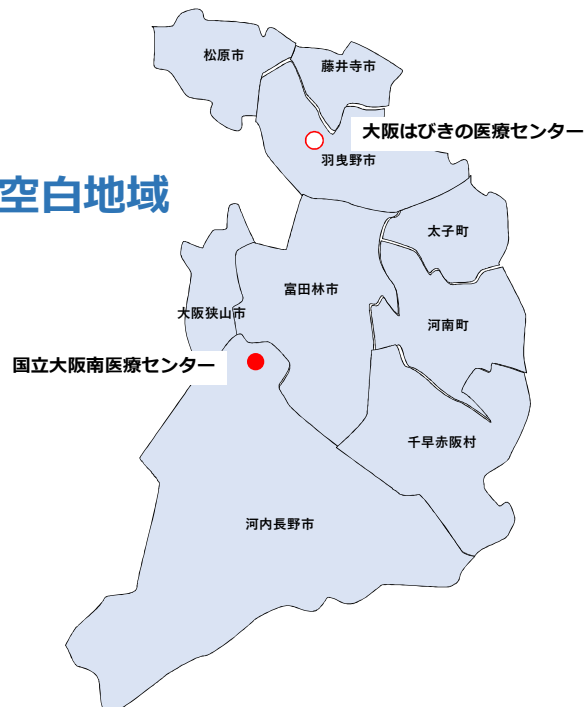 松原市
藤井寺市
大阪はびきの医療センター
羽曳野市
空白地域
太子町
富田林市
大阪狭山市
河南町
国立大阪南医療センター
千早赤阪村
河内長野市